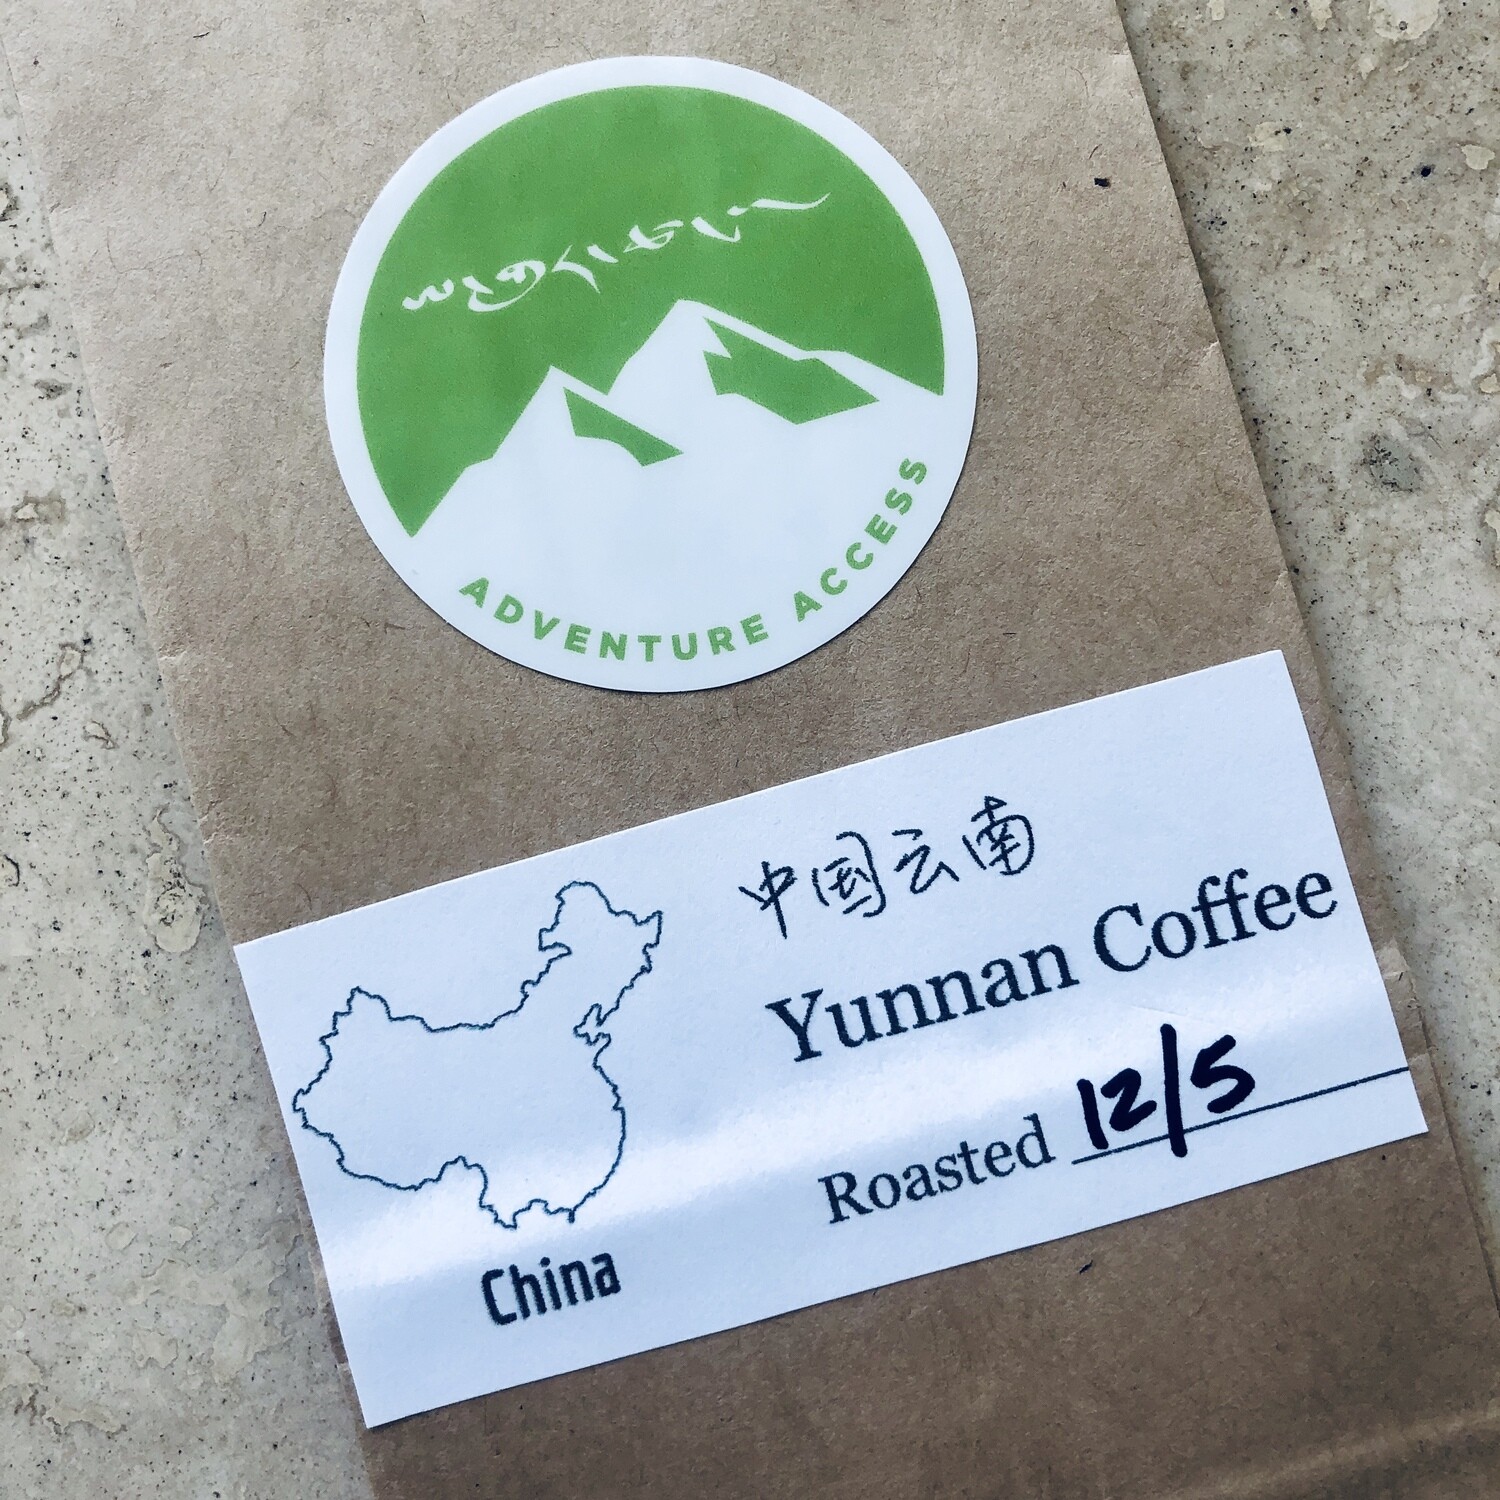 ADVENTURE ACCESS
中国云南
Yunnan Coffee
Roasted 12/5
China